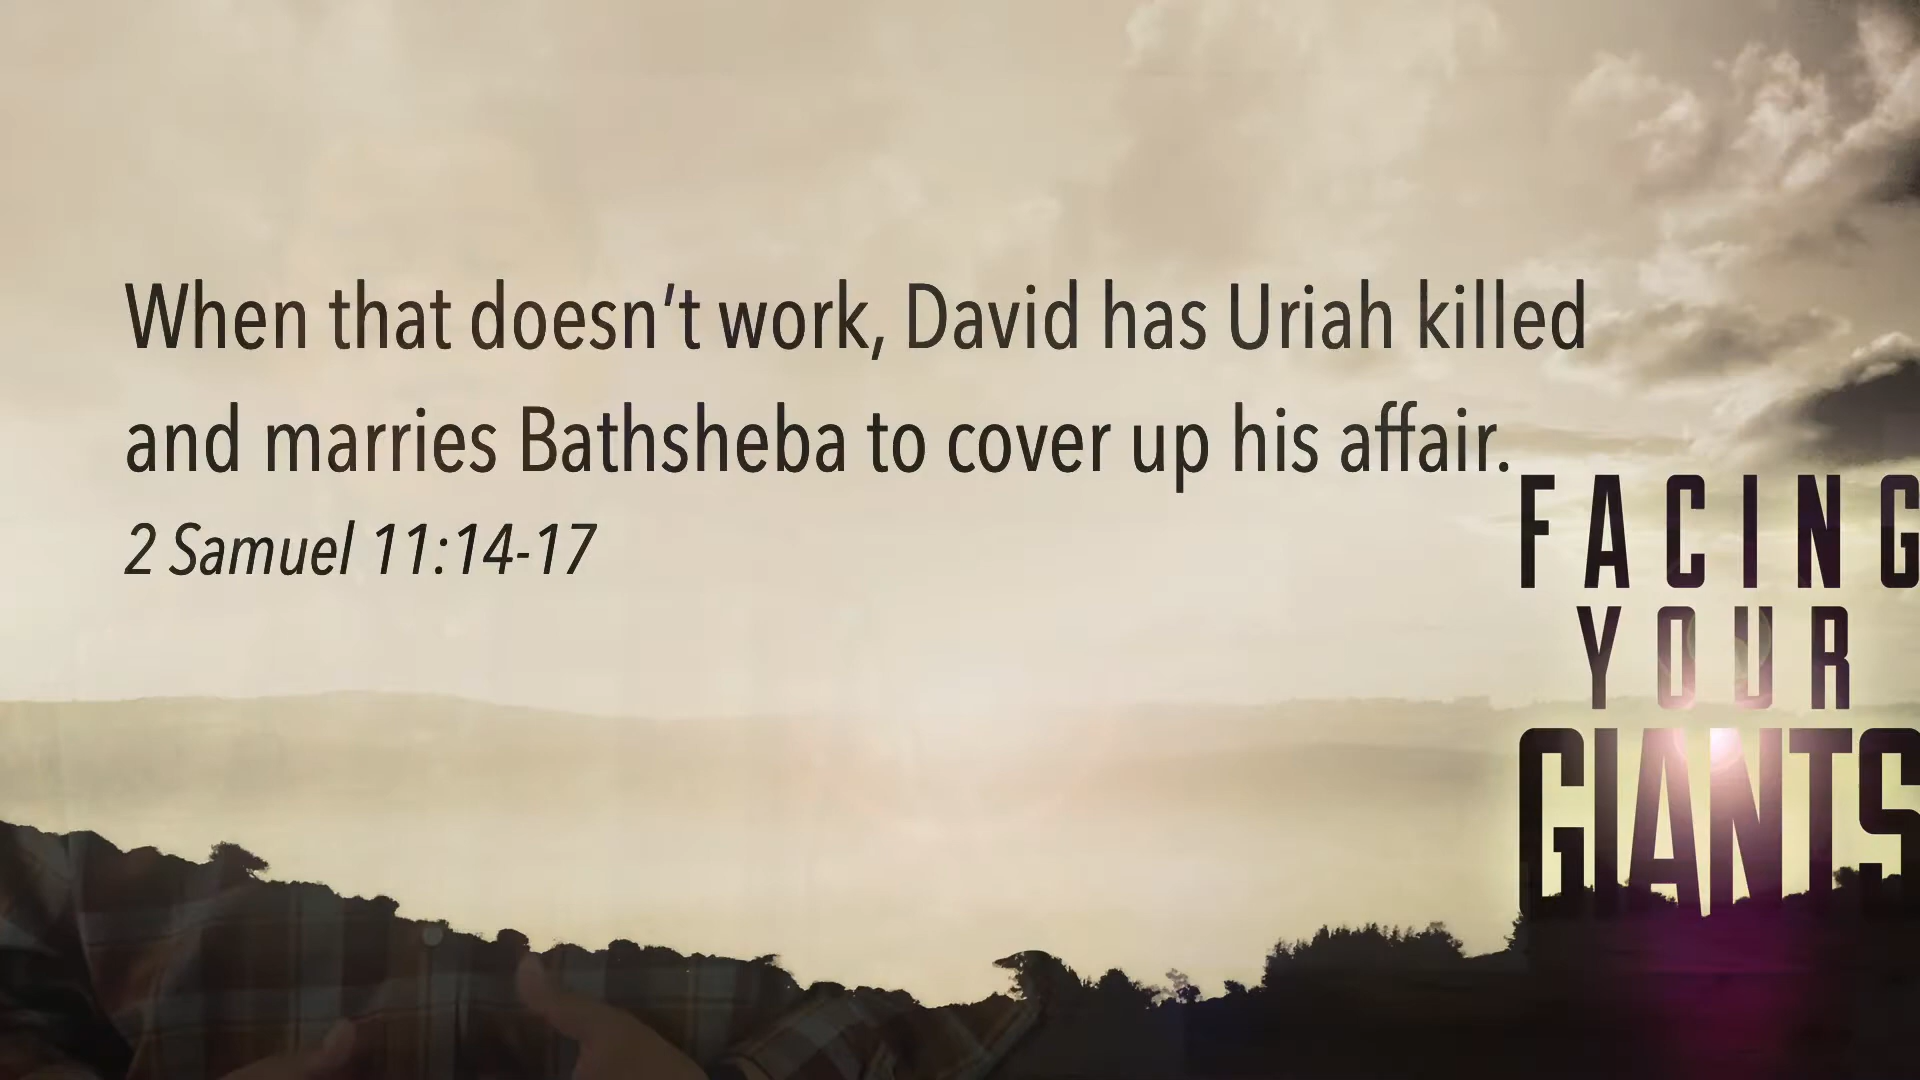 When that doesn't work, David has Uriah killed
and marries Bathsheba to cover up his affair.
2 Samuel 11:14-17
FACING
YOUR
GIANTS